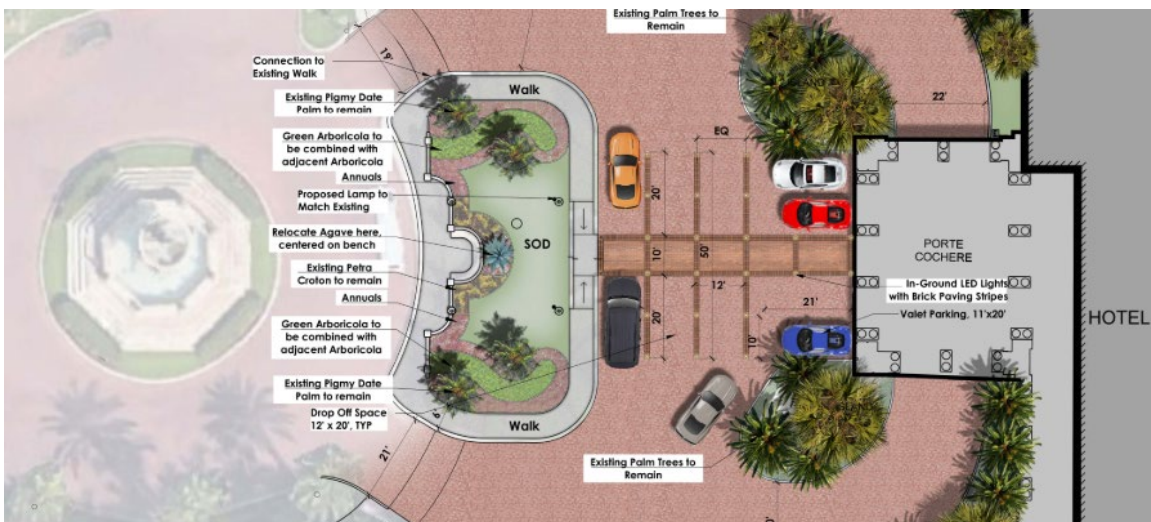 Existing Palm Trees to
Remain
19'
Connection to
Existing Walk
Walk
Existing Pigmy Date
Palm to remain
22'
EQ
Green Arboricola to
be combined with
adjacent Arboricola
Annuals
20'
Proposed Lamp to
Match Existing
SOD
Relocate Agave here,
centered on bench
10'
50'
PORTE
COCHERE
Existing Petra
Croton to remain
12'
In-Ground LED Lights
with Brick Paving Stripes
21'
Annuals
Valet Parking, 11'x20'
HOTEL
20'
10'
Green Arboricola to
be combined with
adjacent Arboricola
Existing Pigmy Date
Palm to remain
Drop Off Space
12' x 20', TYP
6'
Walk
21'
Existing Palm Trees to
Remain